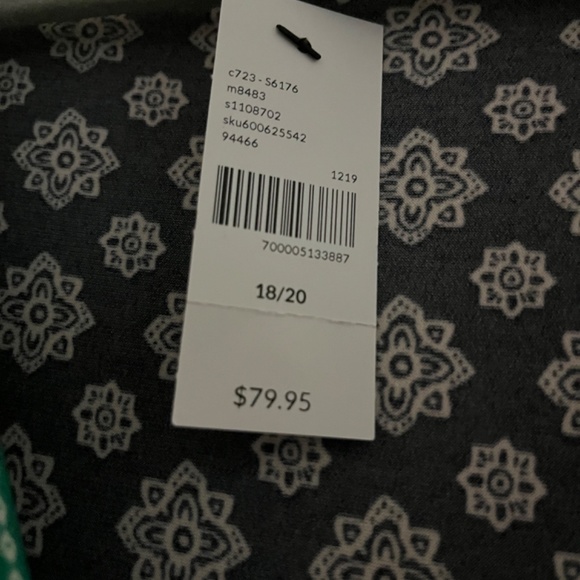 c723 - S6176
m8483
s1108702
sku600625542
94466
1219
700005133887
18/20
$79.95